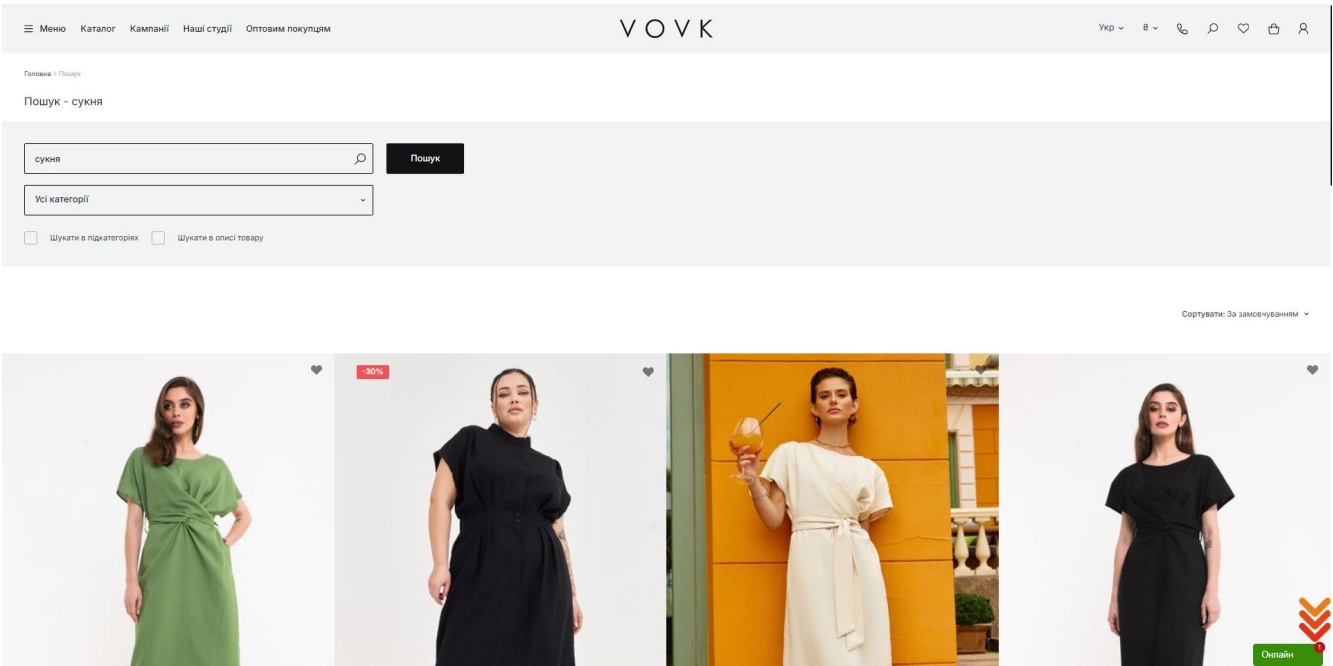 Меню Каталог Кампанії Наші студії Оптовим покупцям VOVK Укр ₴
Головна / Пошук
Пошук - сукня
сукня Пошук
Усі категорії
Шукати в підкатегоріях Шукати в описі товару
Сортувати: За замовчуванням
-30%
Онлайн 1